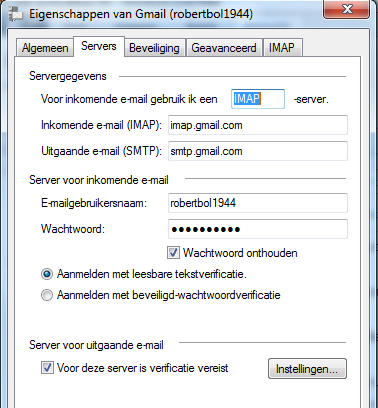 Eigenschappen van Gmail (robertbol1944)
Algemeen Servers Beveiliging Geavanceerd IMAP
Servergegevens
Voor inkomende e-mail gebruik ik een IMAP -server.
Inkomende e-mail (IMAP): imap.gmail.com
Uitgaande e-mail (SMTP): smtp.gmail.com
Server voor inkomende e-mail
E-mailgebruikersnaam: robertbol1944
Wachtwoord: ●●●●●●●●●●
Wachtwoord onthouden
Aanmelden met leesbare tekstverificatie.
Aanmelden met beveiligd-wachtwoordverificatie
Server voor uitgaande e-mail
Voor deze server is verificatie vereist Instellingen...